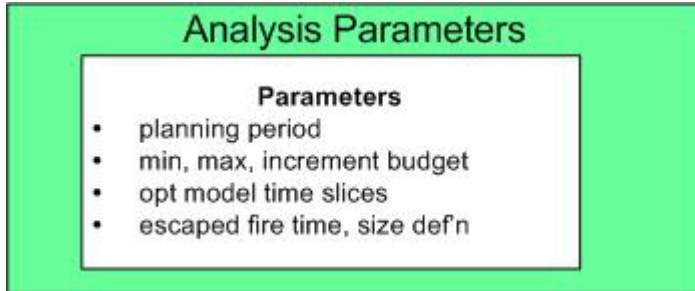 Analysis Parameters
Parameters
• planning period
• min, max, increment budget
• opt model time slices
• escaped fire time, size def'n